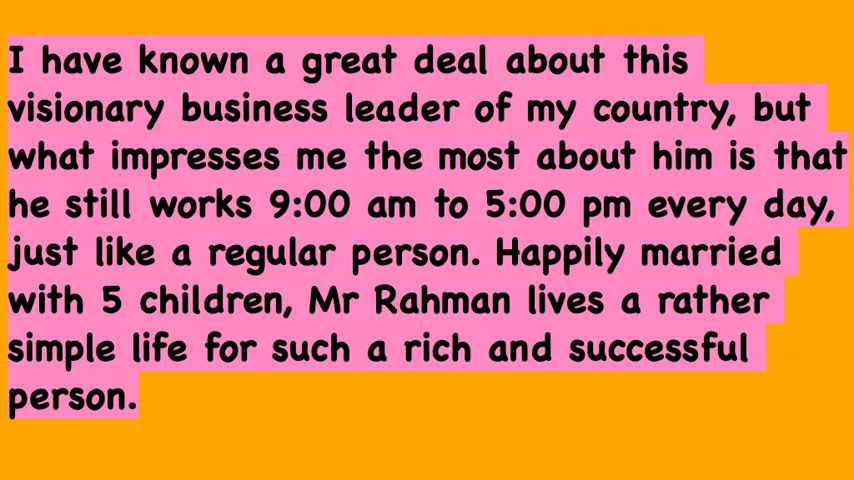 I have known a great deal about this
visionary business leader of my country, but
what impresses me the most about him is that
he still works 9:00 am to 5:00 pm every day,
just like a regular person. Happily married
with 5 children, Mr Rahman lives a rather
simple life for such a rich and successful
person.